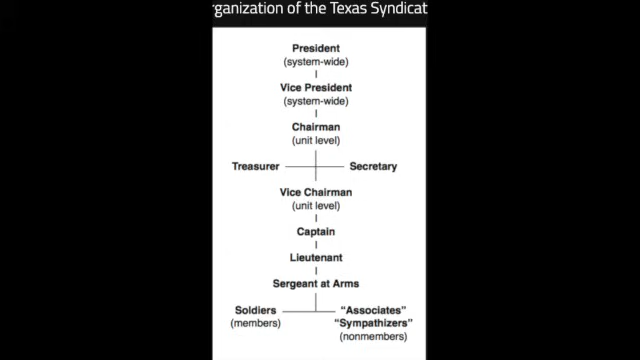 rganization of the Texas Syndicat
President
(system-wide)
Vice President
(system-wide)
Chairman
(unit level)
Treasurer Secretary
Vice Chairman
(unit level)
Captain
Lieutenant
Sergeant at Arms
Soldiers "Associates"
(members) "Sympathizers"
(nonmembers)